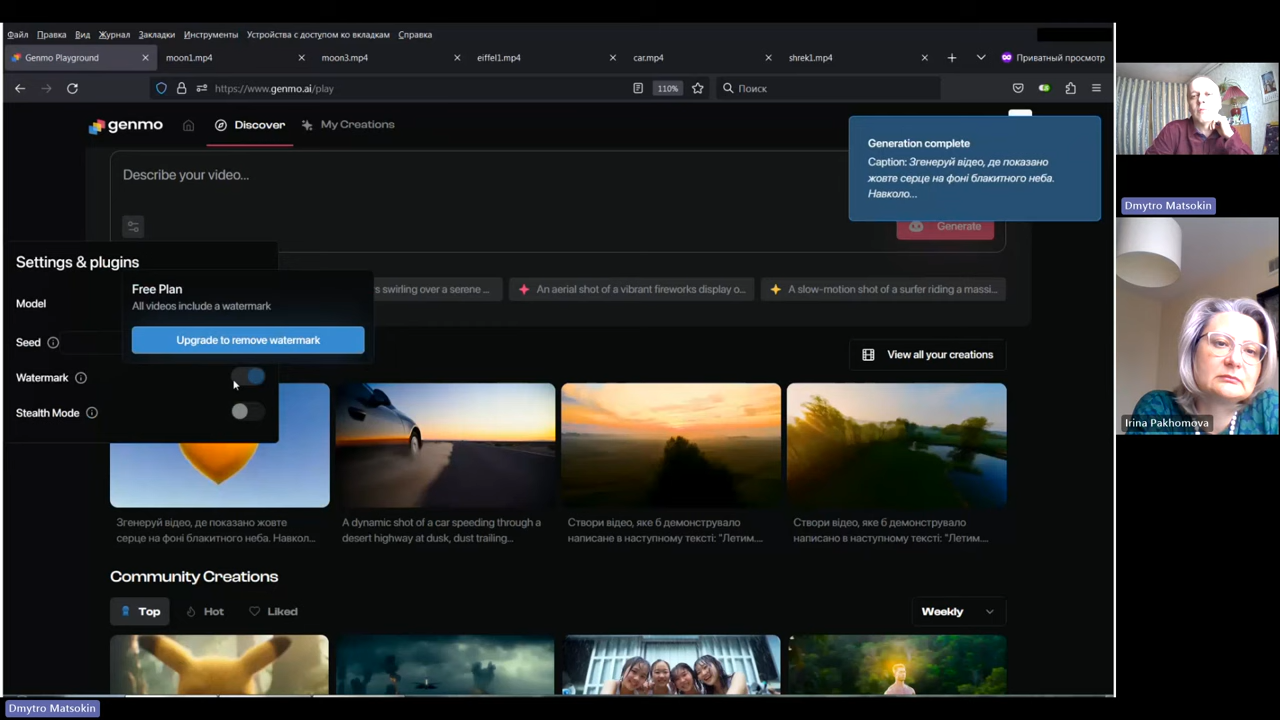 Файл Правка Вид Журнал Закладки Инструменты Устройства с доступом ко вкладкам Справка
Genmo Playground moon1.mp4 moon3.mp4 eiffel1.mp4 car.mp4 shrek1.mp4 Приватный просмотр
https://www.genmo.ai/play 110% Поиск
genmo Discover My Creations
Describe your video...
Generation complete
Caption: Згенеруй відео, де показано
жовте серце на фоні блакитного неба.
Навколо...
Generate
Settings & plugins
Free Plan
All videos include a watermark
Upgrade to remove watermark
Model
Seed
Watermark
Stealth Mode
swirling over a serene ...
An aerial shot of a vibrant fireworks display o...
A slow-motion shot of a surfer riding a massi...
View all your creations
Згенеруй відео, де показано жовте
серце на фоні блакитного неба. Навкол...
A dynamic shot of a car speeding through a
desert highway at dusk, dust trailing...
Створи відео, яке б демонструвало
написане в наступному тексті: "Летим....
Створи відео, яке б демонструвало
написано в наступному тексті: "Летим....
Community Creations
Top Hot Liked
Weekly
Dmytro Matsokin
Irina Pakhomova
Dmytro Matsokin